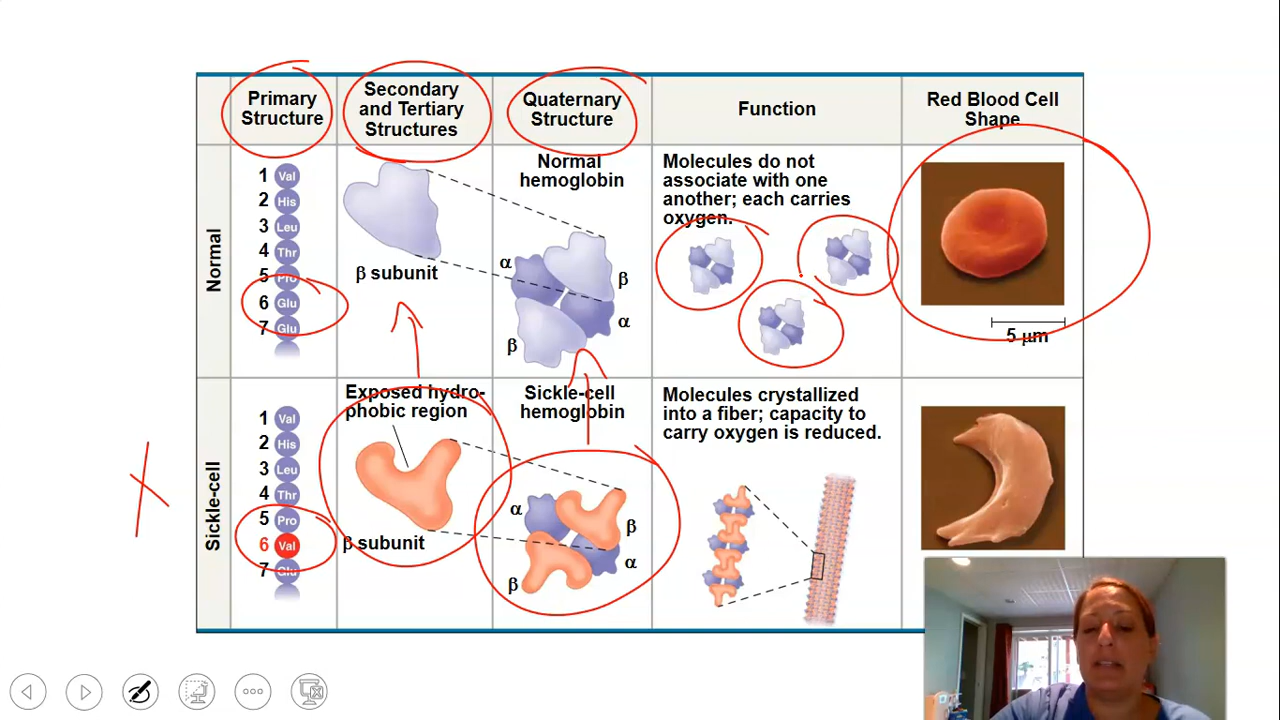 Primary
Structure
Secondary
and Tertiary
Structures
Quaternary
Structure
Function
Red Blood Cell
Shape
Normal
1 Val
2 His
3 Leu
4 Thr
5 Pro
6 Glu
7 Glu
β subunit
Normal
hemoglobin
α
β
α
β
Molecules do not
associate with one
another; each carries
oxygen.
5 μm
Sickle-cell
1 Val
2 His
3 Leu
4 Thr
5 Pro
6 Val
7 Glu
Exposed hydro-
phobic region
β subunit
Sickle-cell
hemoglobin
α
β
α
β
Molecules crystallized
into a fiber; capacity to
carry oxygen is reduced.